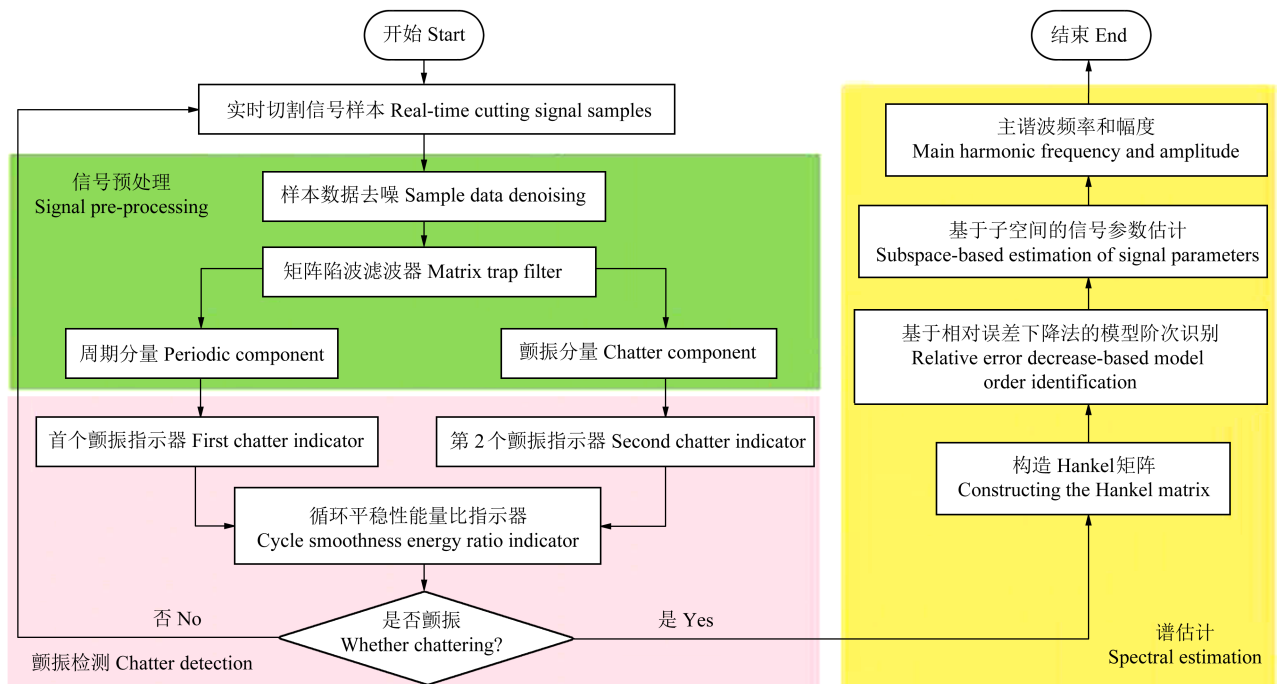 开始 Start
实时切割信号样本 Real-time cutting signal samples
信号预处理
Signal pre-processing
样本数据去噪 Sample data denoising
矩阵陷波滤波器 Matrix trap filter
周期分量 Periodic component
颤振分量 Chatter component
首个颤振指示器 First chatter indicator
第2个颤振指示器 Second chatter indicator
循环平稳性能量比指示器
Cycle smoothness energy ratio indicator
是否颤振
Whether chattering?
否 No
是 Yes
颤振检测 Chatter detection
结束 End
主谐波频率和幅度
Main harmonic frequency and amplitude
基于子空间的信号参数估计
Subspace-based estimation of signal parameters
基于相对误差下降法的模型阶次识别
Relative error decrease-based model
order identification
构造 Hankel矩阵
Constructing the Hankel matrix
谱估计
Spectral estimation